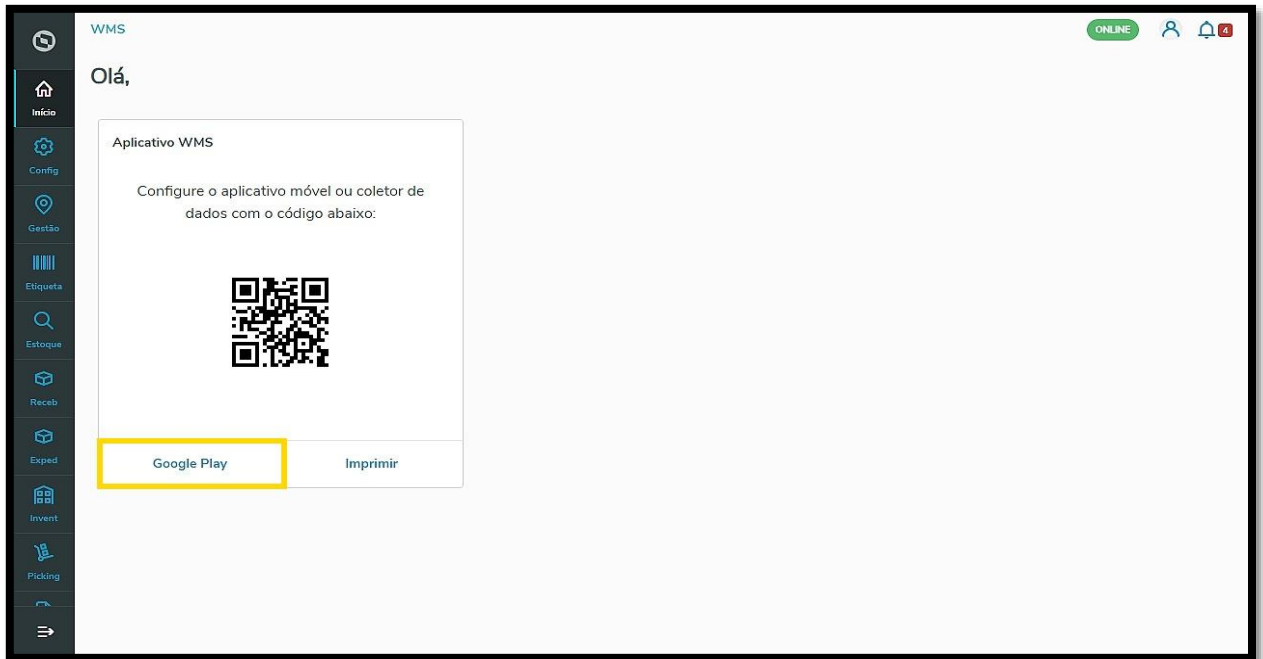 WMS
ONLINE
4
Olá,
Início
Config
Gestão
Etiqueta
Estoque
Receb
Exped
Invent
Picking
Aplicativo WMS
Configure o aplicativo móvel ou coletor de
dados com o código abaixo:
Google Play
Imprimir